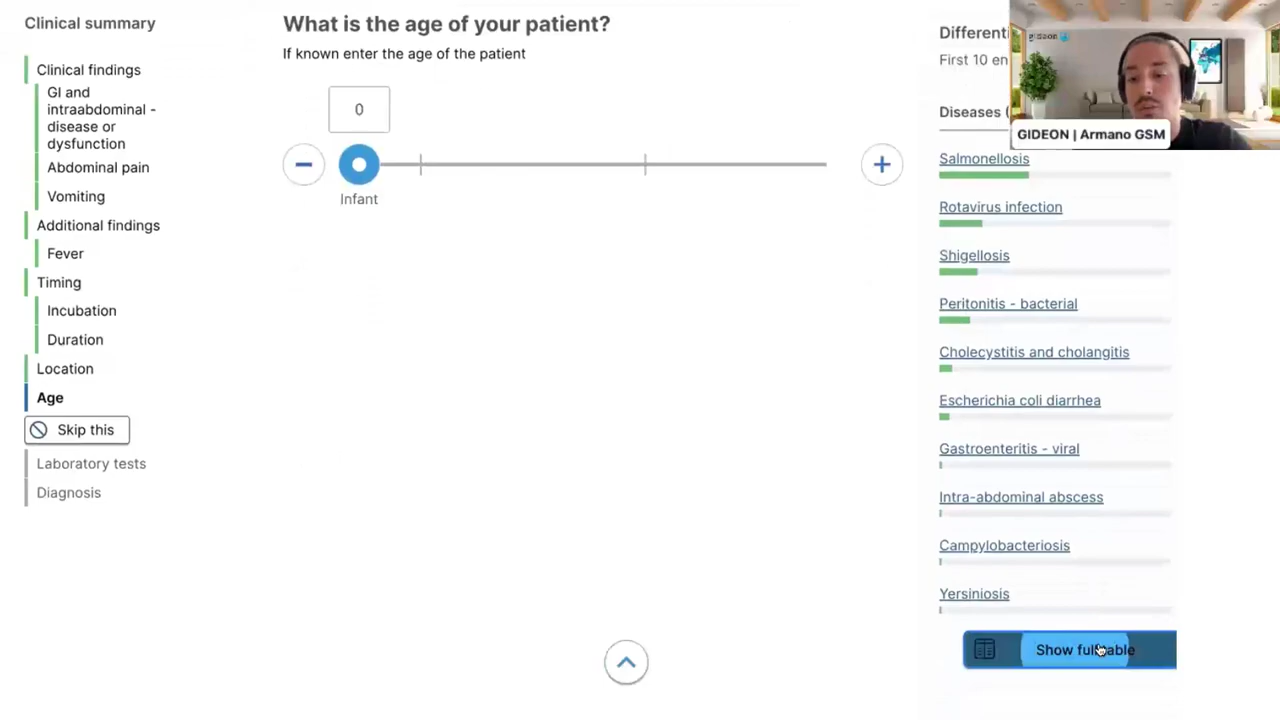 Clinical summary
Clinical findings
GI and
intraabdominal -
disease or
dysfunction
Abdominal pain
Vomiting
Additional findings
Fever
Timing
Incubation
Duration
Location
Age
Skip this
Laboratory tests
Diagnosis
What is the age of your patient?
If known enter the age of the patient
0
Infant
Differenti
First 10 en
Diseases (
Salmonellosis
Rotavirus infection
Shigellosis
Peritonitis - bacterial
Cholecystitis and cholangitis
Escherichia coli diarrhea
Gastroenteritis - viral
Intra-abdominal abscess
Campylobacteriosis
Yersiniosis
Show full table
gideon
GIDEON | Armano GSM